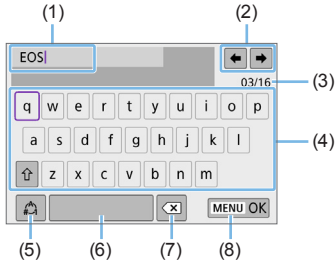 (1) (2)
EOS
03/16 (3)
q w e r t y u i o p
a s d f g h j k l (4)
z x c v b n m
MENU OK
(5) (6) (7) (8)